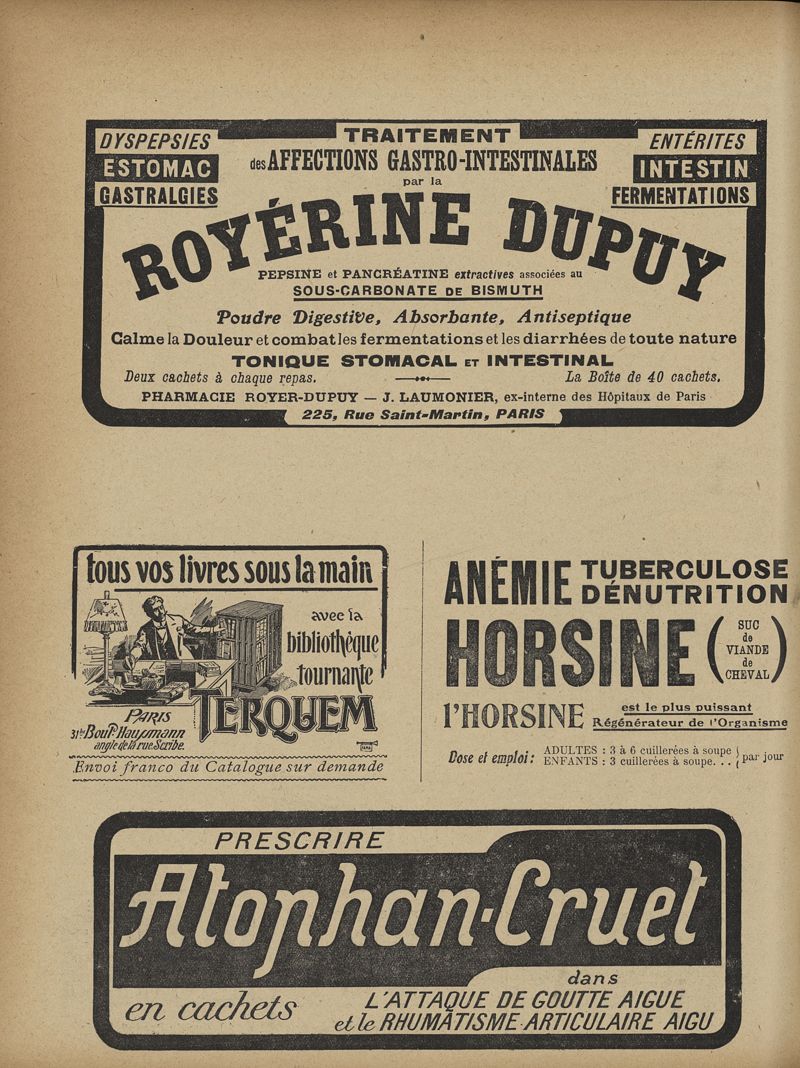 DYSPEPSIES
ESTOMAC
GASTRALGIES
TRAITEMENT
des AFFECTIONS GASTRO-INTESTINALES
par la
ENTÉRITES
INTESTIN
FERMENTATIONS
ROYÉRINE DUPUY
PEPSINE et PANCRÉATINE extractives associées au
SOUS-CARBONATE DE BISMUTH
Poudre Digestive, Absorbante, Antiseptique
Calme la Douleur et combat les fermentations et les diarrhées de toute nature
TONIQUE STOMACAL ET INTESTINAL
Deux cachets à chaque repas. La Boîte de 40 cachets.
PHARMACIE ROYER-DUPUY — J. LAUMONIER, ex-interne des Hôpitaux de Paris
225, Rue Saint-Martin, PARIS
tous vos livres sous la main
avec la
bibliothèque
tournante
TERQUEM
PARIS
31bis Bould Haussmann
angle de la rue Scribe.
Envoi franco du Catalogue sur demande
ANÉMIE TUBERCULOSE
DÉNUTRITION
HORSINE (SUC
de
VIANDE
de
CHEVAL)
l'HORSINE est le plus puissant
Régénérateur de l'Organisme
Dose et emploi : ADULTES : 3 à 6 cuillerées à soupe
ENFANTS : 3 cuillerées à soupe. . . par jour
PRESCRIRE
Atophan-Cruet
en cachets
dans
L'ATTAQUE DE GOUTTE AIGUE
et le RHUMATISME ARTICULAIRE AIGU